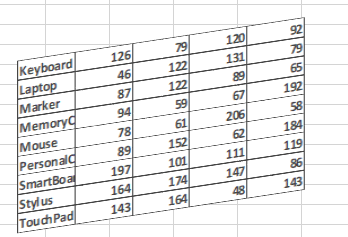 Keyboard 126 79 120 92
Laptop 46 122 131 79
Marker 87 122 89 65
MemoryC 94 59 67 192
Mouse 78 61 206 58
PersonalC 89 152 62 184
SmartBoa 197 101 111 119
Stylus 164 174 147 86
TouchPad 143 164 48 143